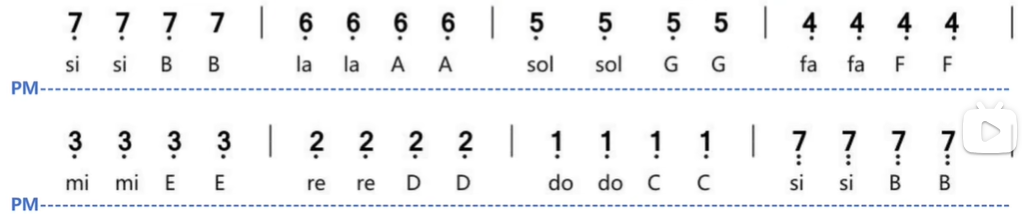 7 7 7 7 | 6 6 6 6 | 5 5 5 5 | 4 4 4 4 |
si si B B la la A A sol sol G G fa fa F F
PM--------------------
3 3 3 3 | 2 2 2 2 | 1 1 1 1 | 7 7 7 7 |
mi mi E E re re D D do do C C si si B B
PM--------------------